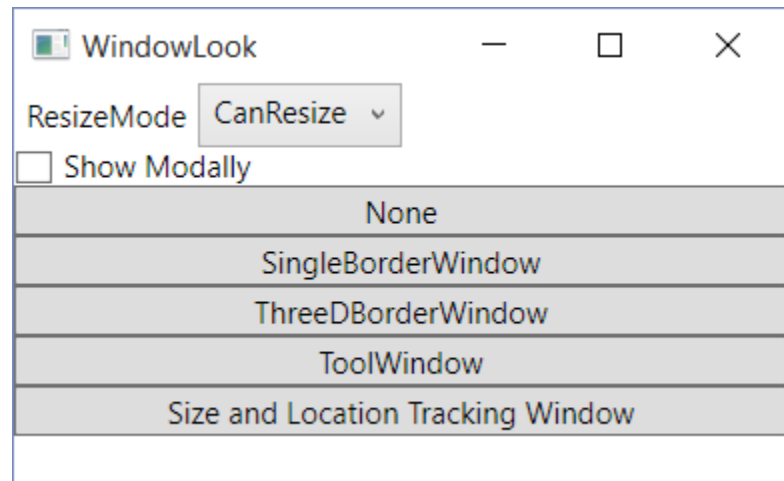 WindowLook
ResizeMode CanResize
Show Modally
None
SingleBorderWindow
ThreeDBorderWindow
ToolWindow
Size and Location Tracking Window